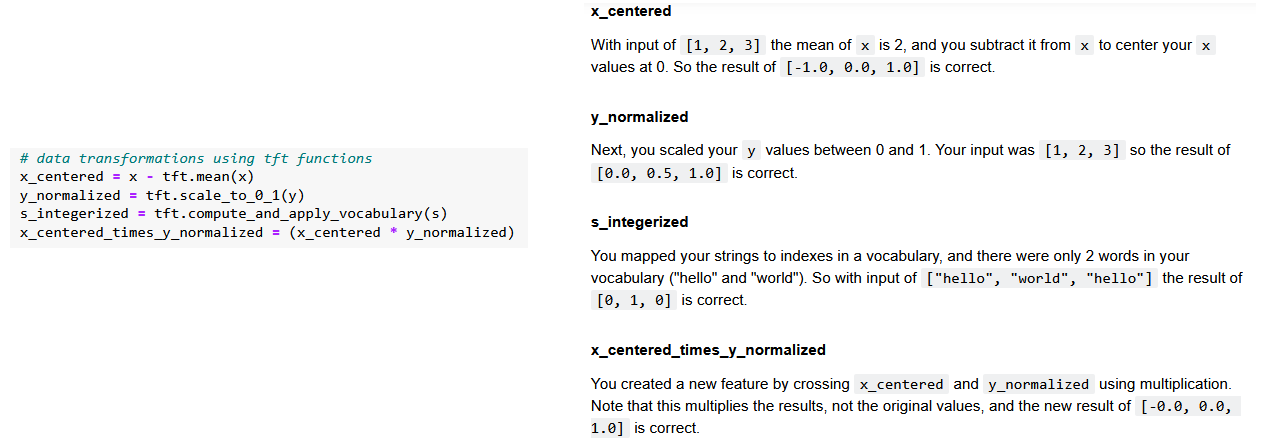 # data transformations using tft functions
x_centered = x - tft.mean(x)
y_normalized = tft.scale_to_0_1(y)
s_integerized = tft.compute_and_apply_vocabulary(s)
x_centered_times_y_normalized = (x_centered * y_normalized)
x_centered
With input of [1, 2, 3] the mean of x is 2, and you subtract it from x to center your x
values at 0. So the result of [-1.0, 0.0, 1.0] is correct.
y_normalized
Next, you scaled your y values between 0 and 1. Your input was [1, 2, 3] so the result of
[0.0, 0.5, 1.0] is correct.
s_integerized
You mapped your strings to indexes in a vocabulary, and there were only 2 words in your
vocabulary ("hello" and "world"). So with input of ["hello", "world", "hello"] the result of
[0, 1, 0] is correct.
x_centered_times_y_normalized
You created a new feature by crossing x_centered and y_normalized using multiplication.
Note that this multiplies the results, not the original values, and the new result of [-0.0, 0.0,
1.0] is correct.